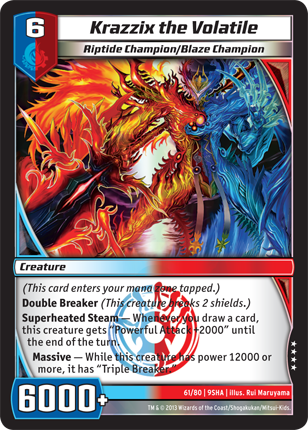 6
Krazzix the Volatile
Riptide Champion/Blaze Champion
Creature
(This card enters your mana zone tapped.)
Double Breaker (This creature breaks 2 shields.)
Superheated Steam — Whenever you draw a card,
this creature gets "Powerful Attack +2000" until
the end of the turn.
Massive — While this creature has power 12000 or
more, it has "Triple Breaker."
6000+
61/80 | 9SHA | illus. Rui Maruyama
TM & © 2013 Wizards of the Coast/Shogakukan/Mitsui-Kids.